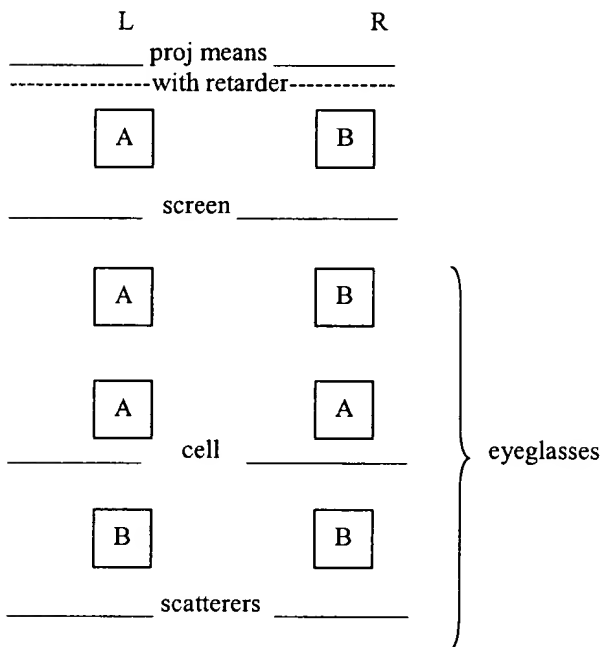 L R
proj means
with retarder
A B
screen
A B
A A
cell
eyeglasses
B B
scatterers